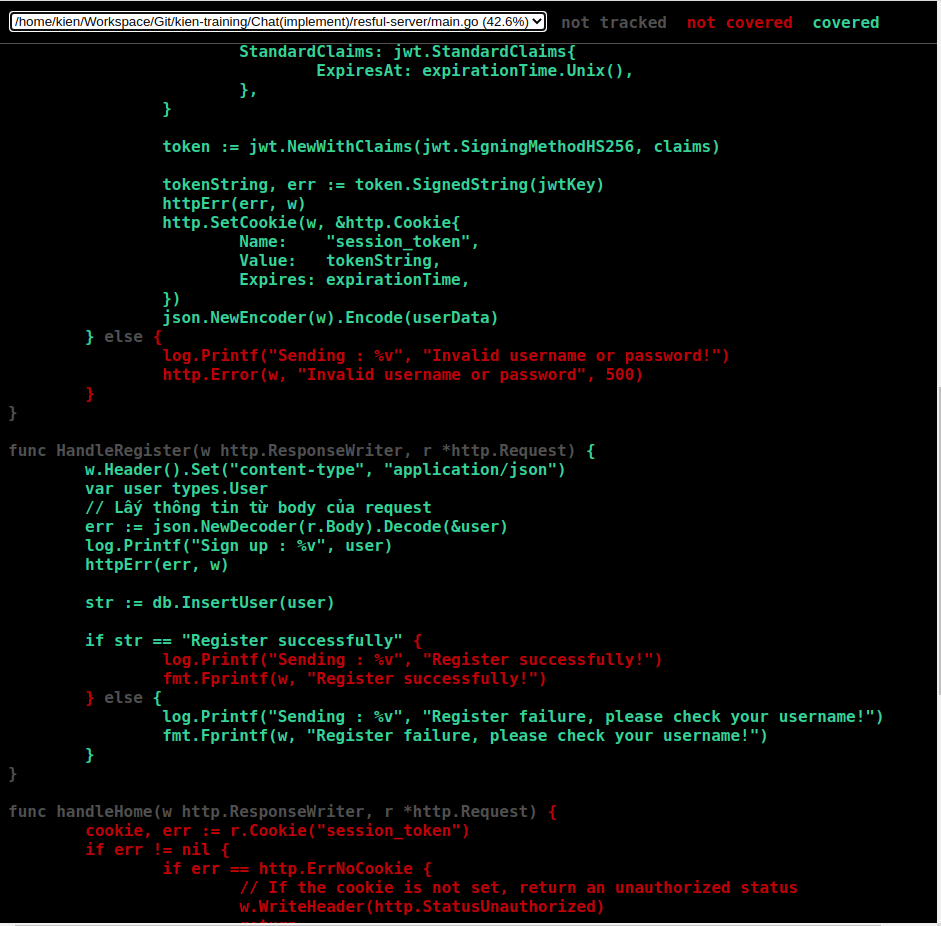 /home/kien/Workspace/Git/kien-training/Chat(implement)/resful-server/main.go (42.6%) not tracked not covered covered
StandardClaims: jwt.StandardClaims{
ExpiresAt: expirationTime.Unix(),
},
}
token := jwt.NewWithClaims(jwt.SigningMethodHS256, claims)
tokenString, err := token.SignedString(jwtKey)
httpErr(err, w)
http.SetCookie(w, &http.Cookie{
Name:    "session_token",
Value:   tokenString,
Expires: expirationTime,
})
json.NewEncoder(w).Encode(userData)
} else {
log.Printf("Sending : %v", "Invalid username or password!")
http.Error(w, "Invalid username or password", 500)
}
}
func HandleRegister(w http.ResponseWriter, r *http.Request) {
w.Header().Set("content-type", "application/json")
var user types.User
// Lấy thông tin từ body của request
err := json.NewDecoder(r.Body).Decode(&user)
log.Printf("Sign up : %v", user)
httpErr(err, w)
str := db.InsertUser(user)
if str == "Register successfully" {
log.Printf("Sending : %v", "Register successfully!")
fmt.Fprintf(w, "Register successfully!")
} else {
log.Printf("Sending : %v", "Register failure, please check your username!")
fmt.Fprintf(w, "Register failure, please check your username!")
}
}
func handleHome(w http.ResponseWriter, r *http.Request) {
cookie, err := r.Cookie("session_token")
if err != nil {
if err == http.ErrNoCookie {
// If the cookie is not set, return an unauthorized status
w.WriteHeader(http.StatusUnauthorized)